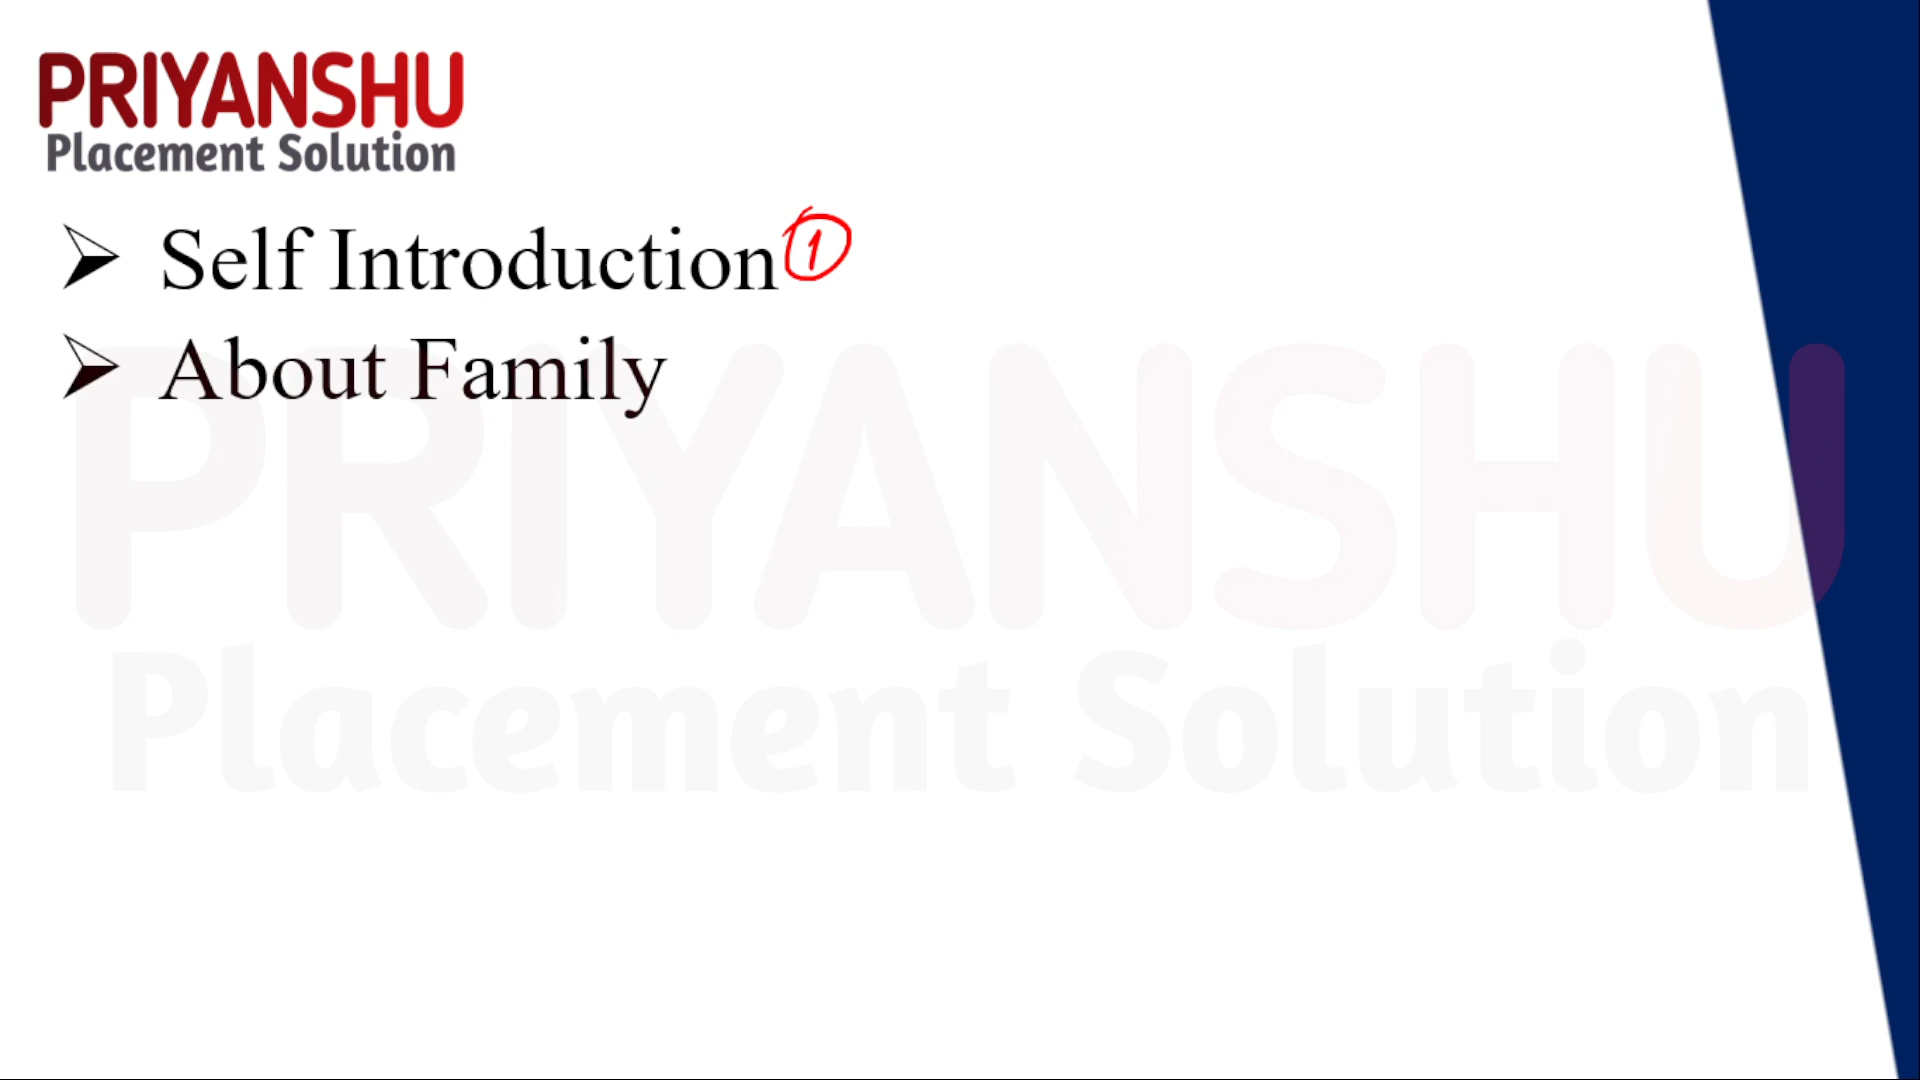 PRIYANSHU
Placement Solution
➢ Self Introduction ①
➢ About Family
PRIYANSHU
Placement Solution